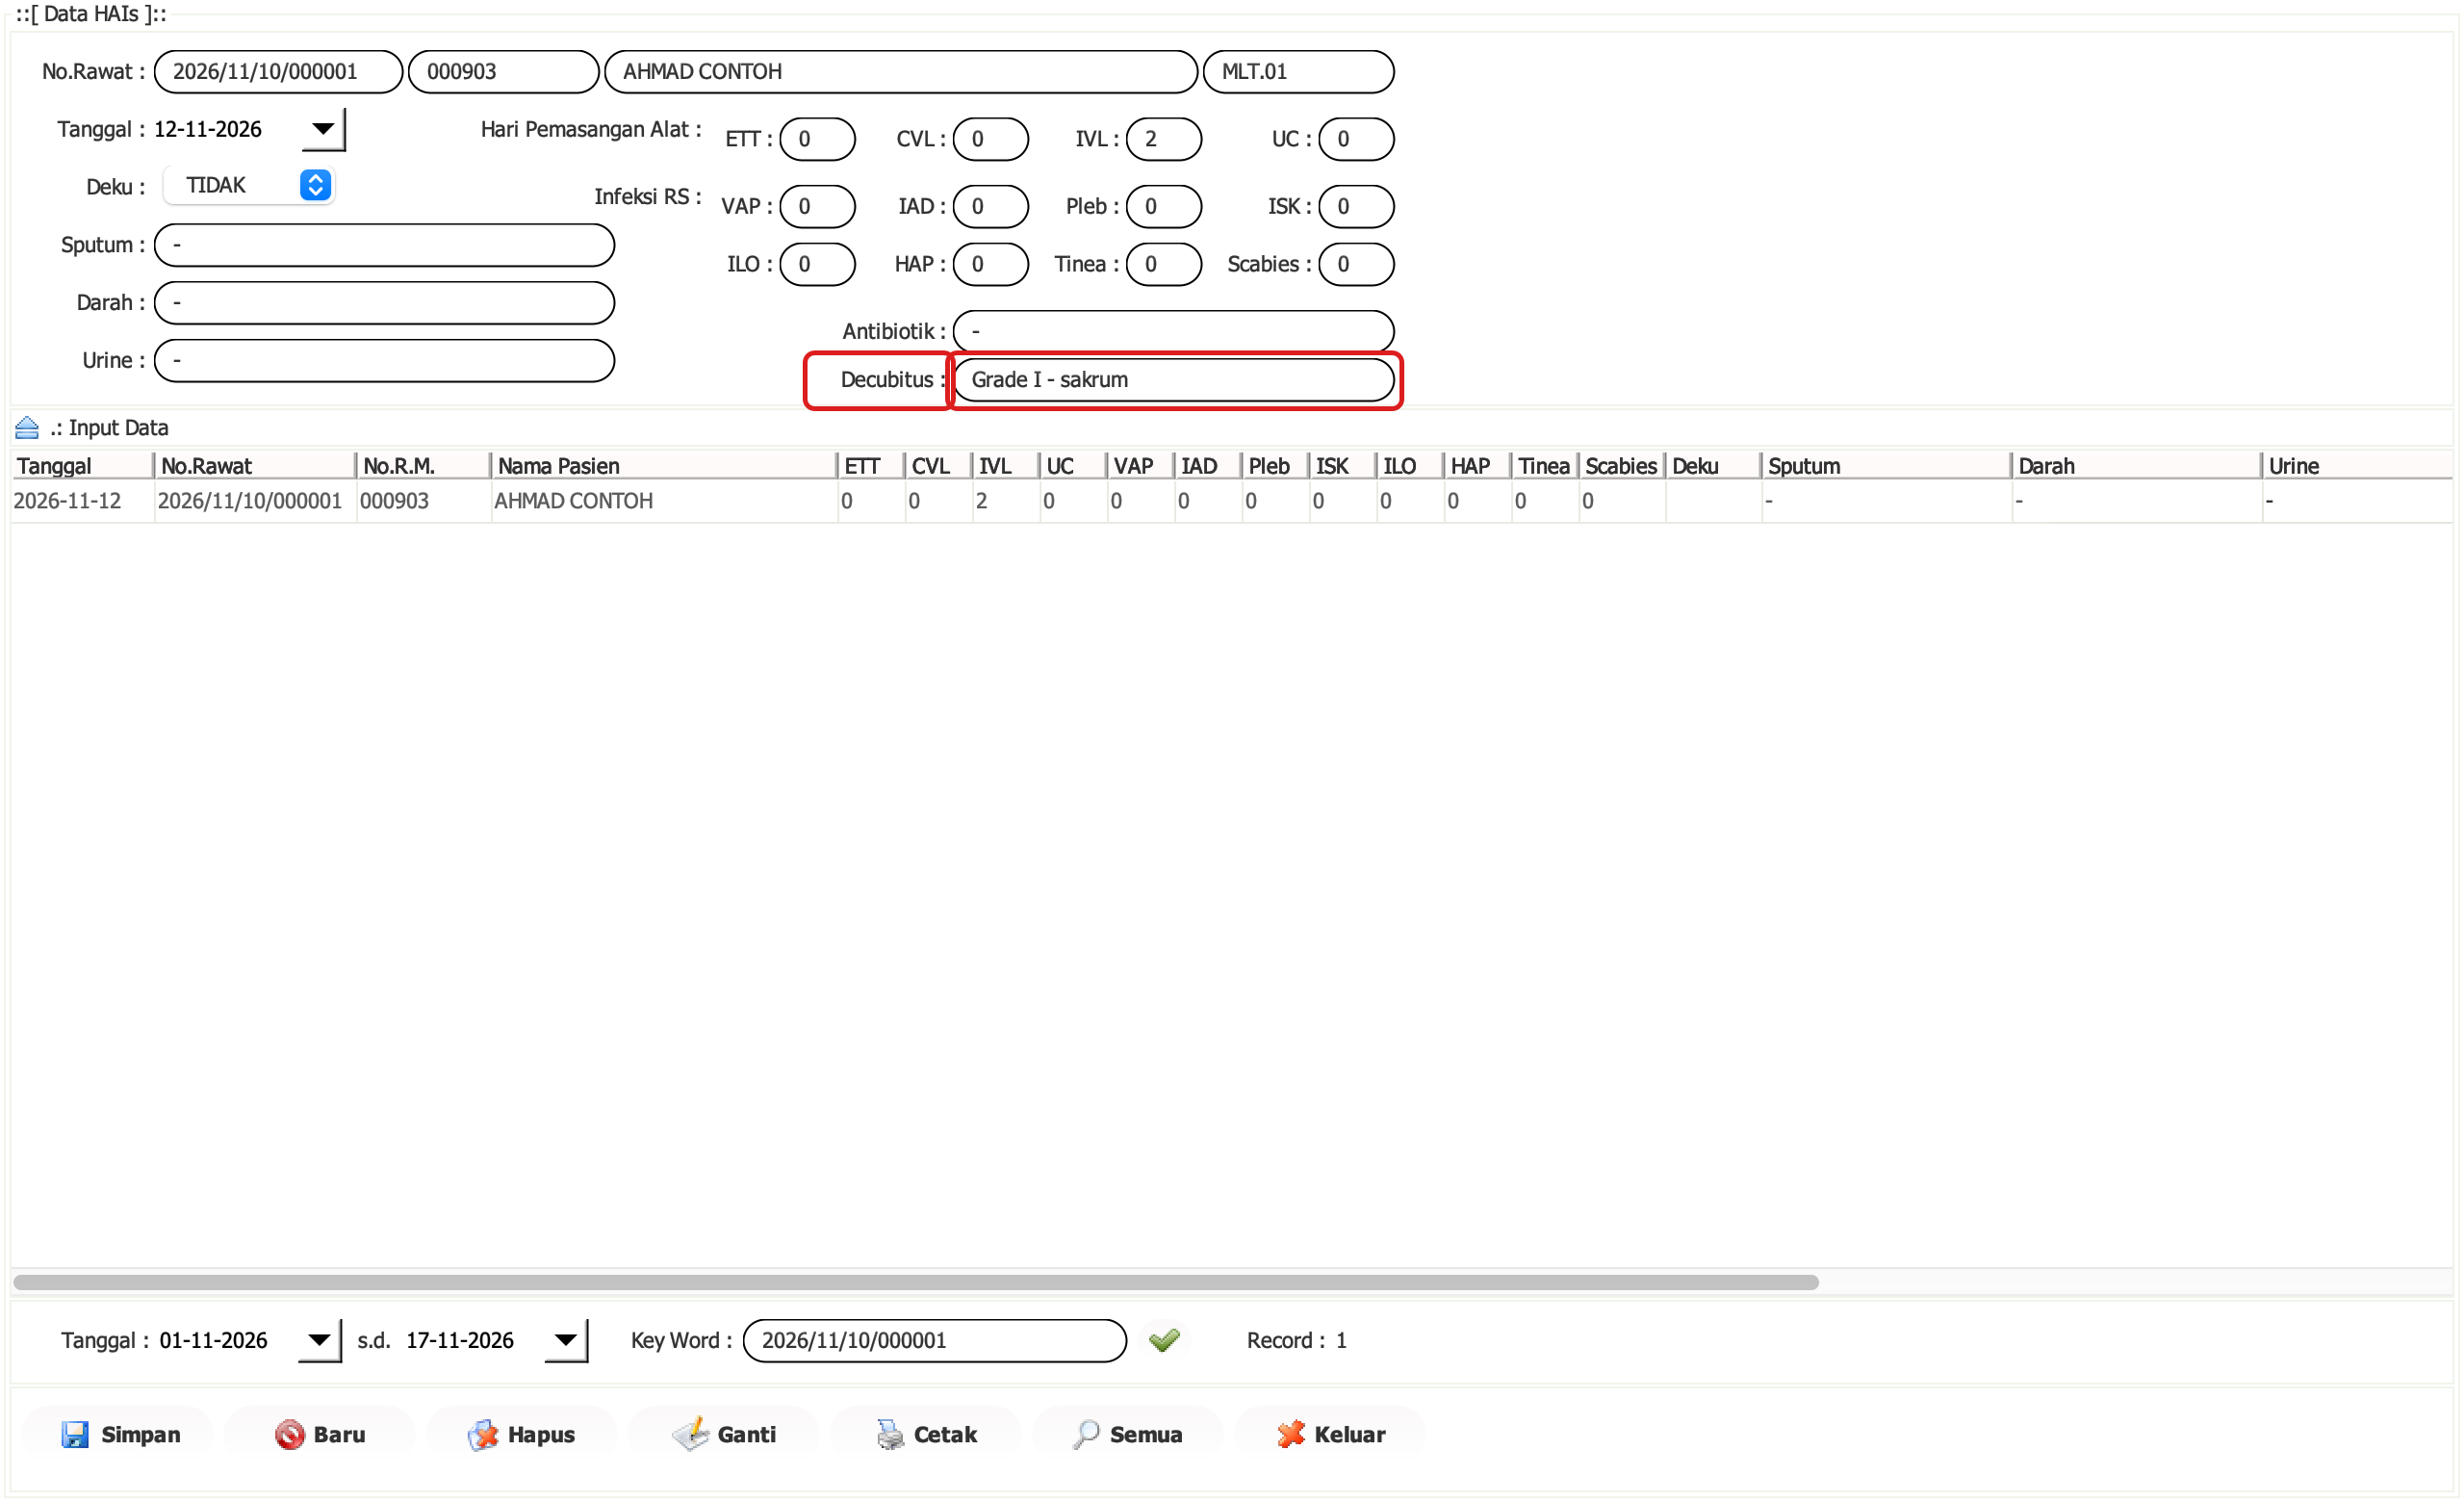 ::[ Data HAIs ]::
No.Rawat : 2026/11/10/000001 000903 AHMAD CONTOH MLT.01
Tanggal : 12-11-2026 Hari Pemasangan Alat : ETT : 0 CVL : 0 IVL : 2 UC : 0
Deku : TIDAK Infeksi RS : VAP : 0 IAD : 0 Pleb : 0 ISK : 0
Sputum : - ILO : 0 HAP : 0 Tinea : 0 Scabies : 0
Darah : - Antibiotik : -
Urine : - Decubitus : Grade I - sakrum
.: Input Data
Tanggal No.Rawat No.R.M. Nama Pasien ETT CVL IVL UC VAP IAD Pleb ISK ILO HAP Tinea Scabies Deku Sputum Darah Urine
2026-11-12 2026/11/10/000001 000903 AHMAD CONTOH 0 0 2 0 0 0 0 0 0 0 0 0 - - -
Tanggal : 01-11-2026 s.d. 17-11-2026 Key Word : 2026/11/10/000001 Record : 1
Simpan Baru Hapus Ganti Cetak Semua Keluar